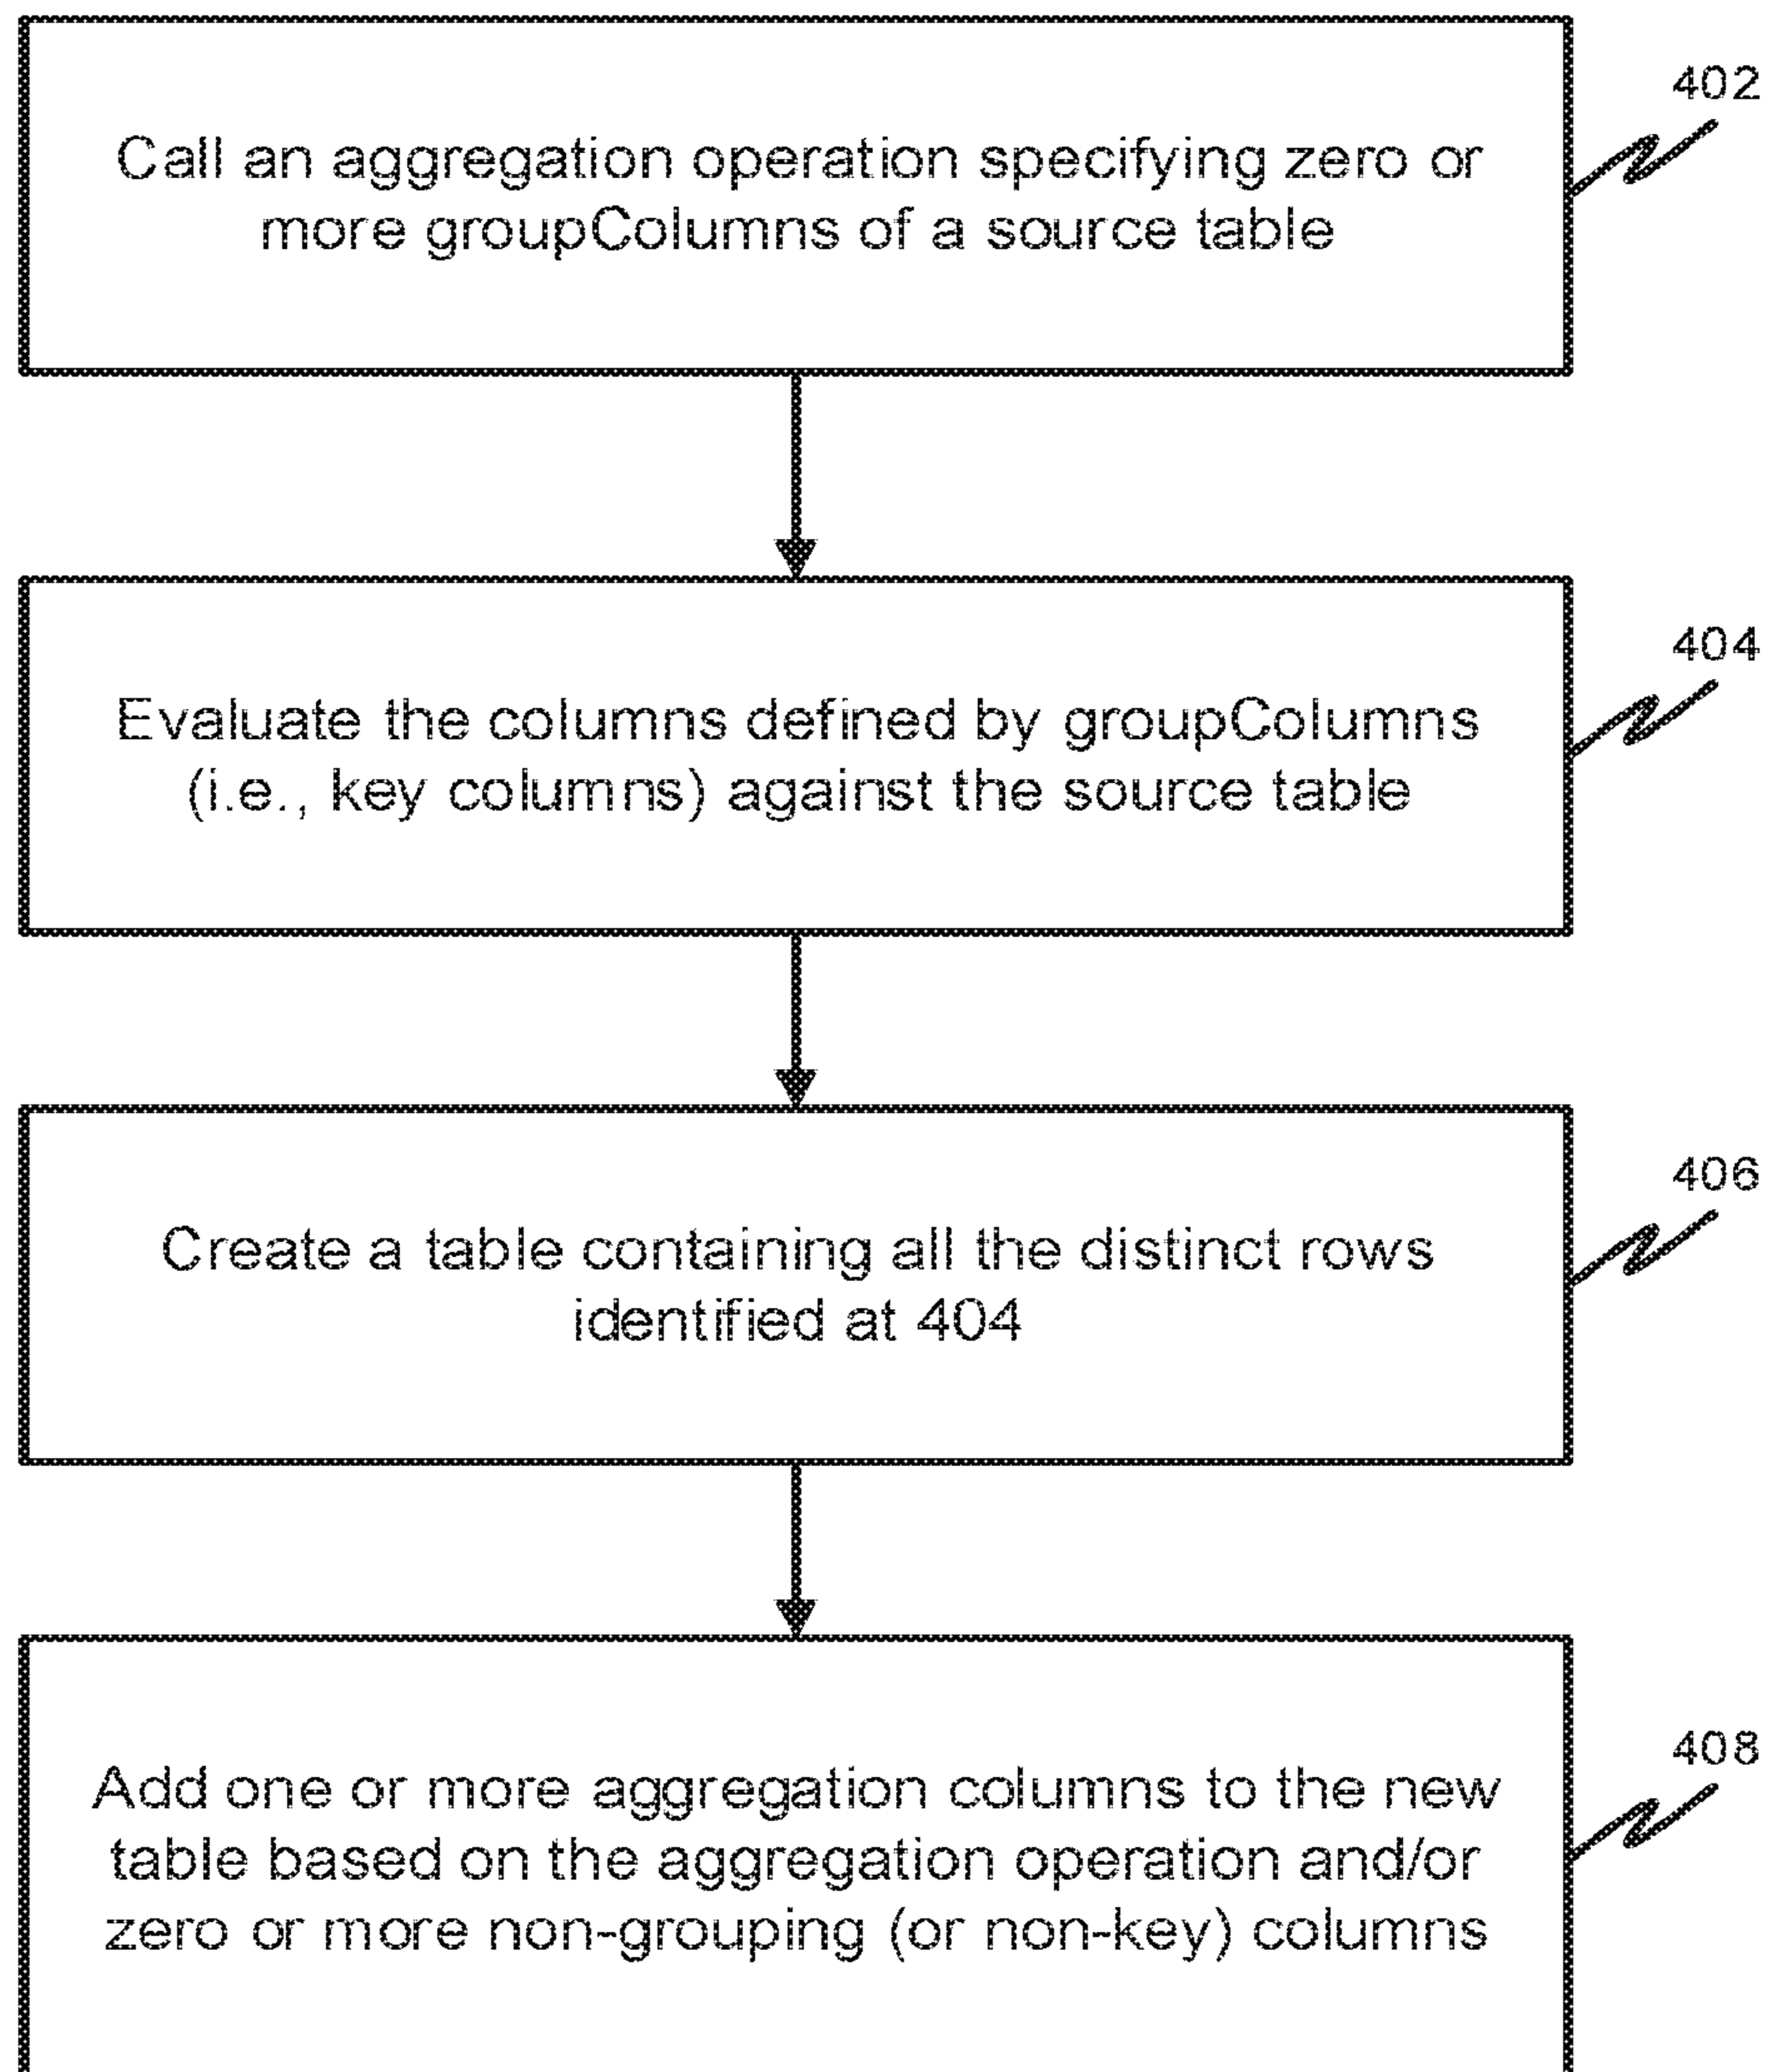 402
Call an aggregation operation specifying zero or
more groupColumns of a source table
404
Evaluate the columns defined by groupColumns
(i.e., key columns) against the source table
406
Create a table containing all the distinct rows
identified at 404
408
Add one or more aggregation columns to the new
table based on the aggregation operation and/or
zero or more non-grouping (or non-key) columns